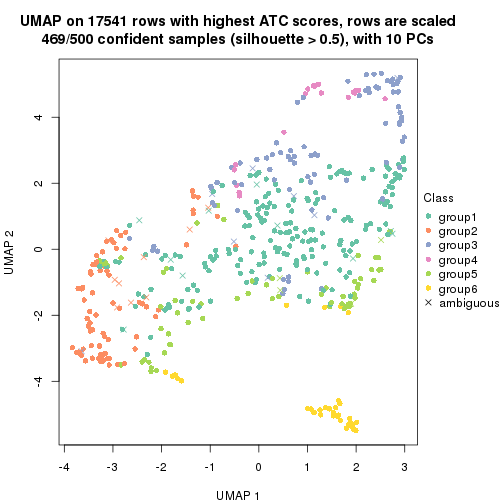 UMAP on 17541 rows with highest ATC scores, rows are scaled
469/500 confident samples (silhouette > 0.5), with 10 PCs
UMAP 2
4
2
0
-2
-4
-4
-3
-2
-1
0
1
2
3
UMAP 1
Class
group1
group2
group3
group4
group5
group6
ambiguous